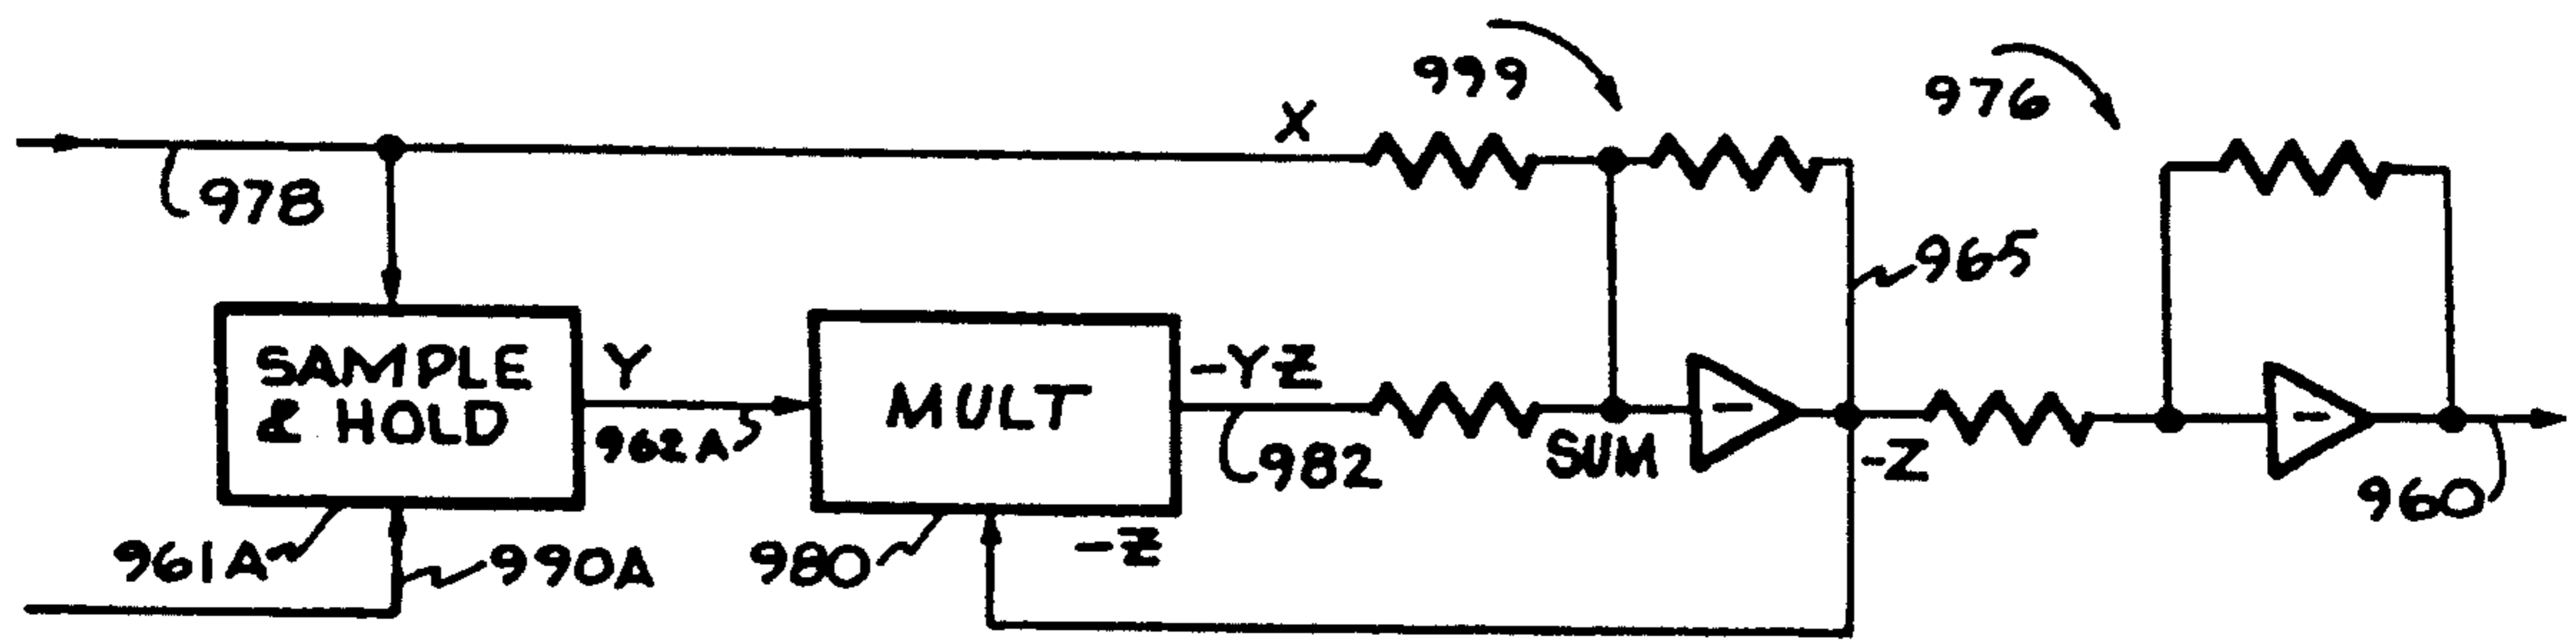 999
976
X
978
965
SAMPLE
& HOLD
Y
962A
MULT
-YZ
982
SUM
-
-Z
-
960
961A
990A
980
-Z